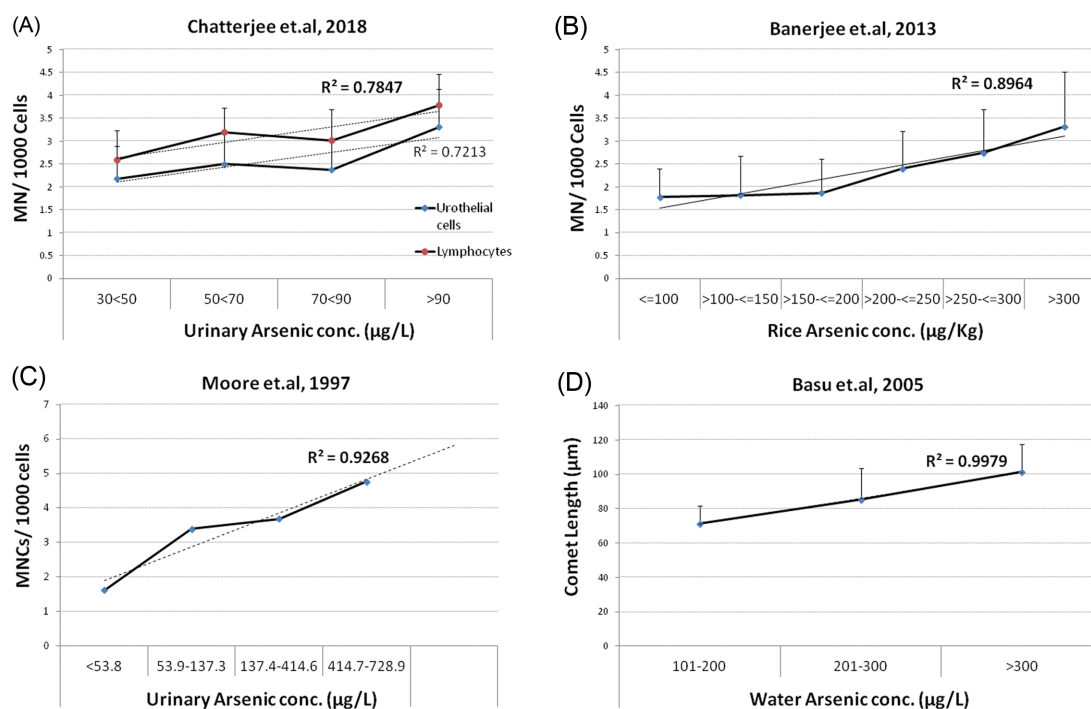 (A)
Chatterjee et.al, 2018
MN/ 1000 Cells
5
4.5
4
3.5
3
2.5
2
1.5
1
0.5
0
R² = 0.7847
R² = 0.7213
Urothelial
cells
Lymphocytes
30<50 50<70 70<90 >90
Urinary Arsenic conc. (µg/L)
(B)
Banerjee et.al, 2013
MN/ 1000 Cells
5
4.5
4
3.5
3
2.5
2
1.5
1
0.5
0
R² = 0.8964
<=100 >100-<=150 >150-<=200 >200-<=250 >250-<=300 >300
Rice Arsenic conc. (µg/Kg)
(C)
Moore et.al, 1997
MNCs/ 1000 cells
7
6
5
4
3
2
1
0
R² = 0.9268
<53.8 53.9-137.3 137.4-414.6 414.7-728.9
Urinary Arsenic conc. (µg/L)
(D)
Basu et.al, 2005
Comet Length (µm)
140
120
100
80
60
40
20
0
R² = 0.9979
101-200 201-300 >300
Water Arsenic conc. (µg/L)